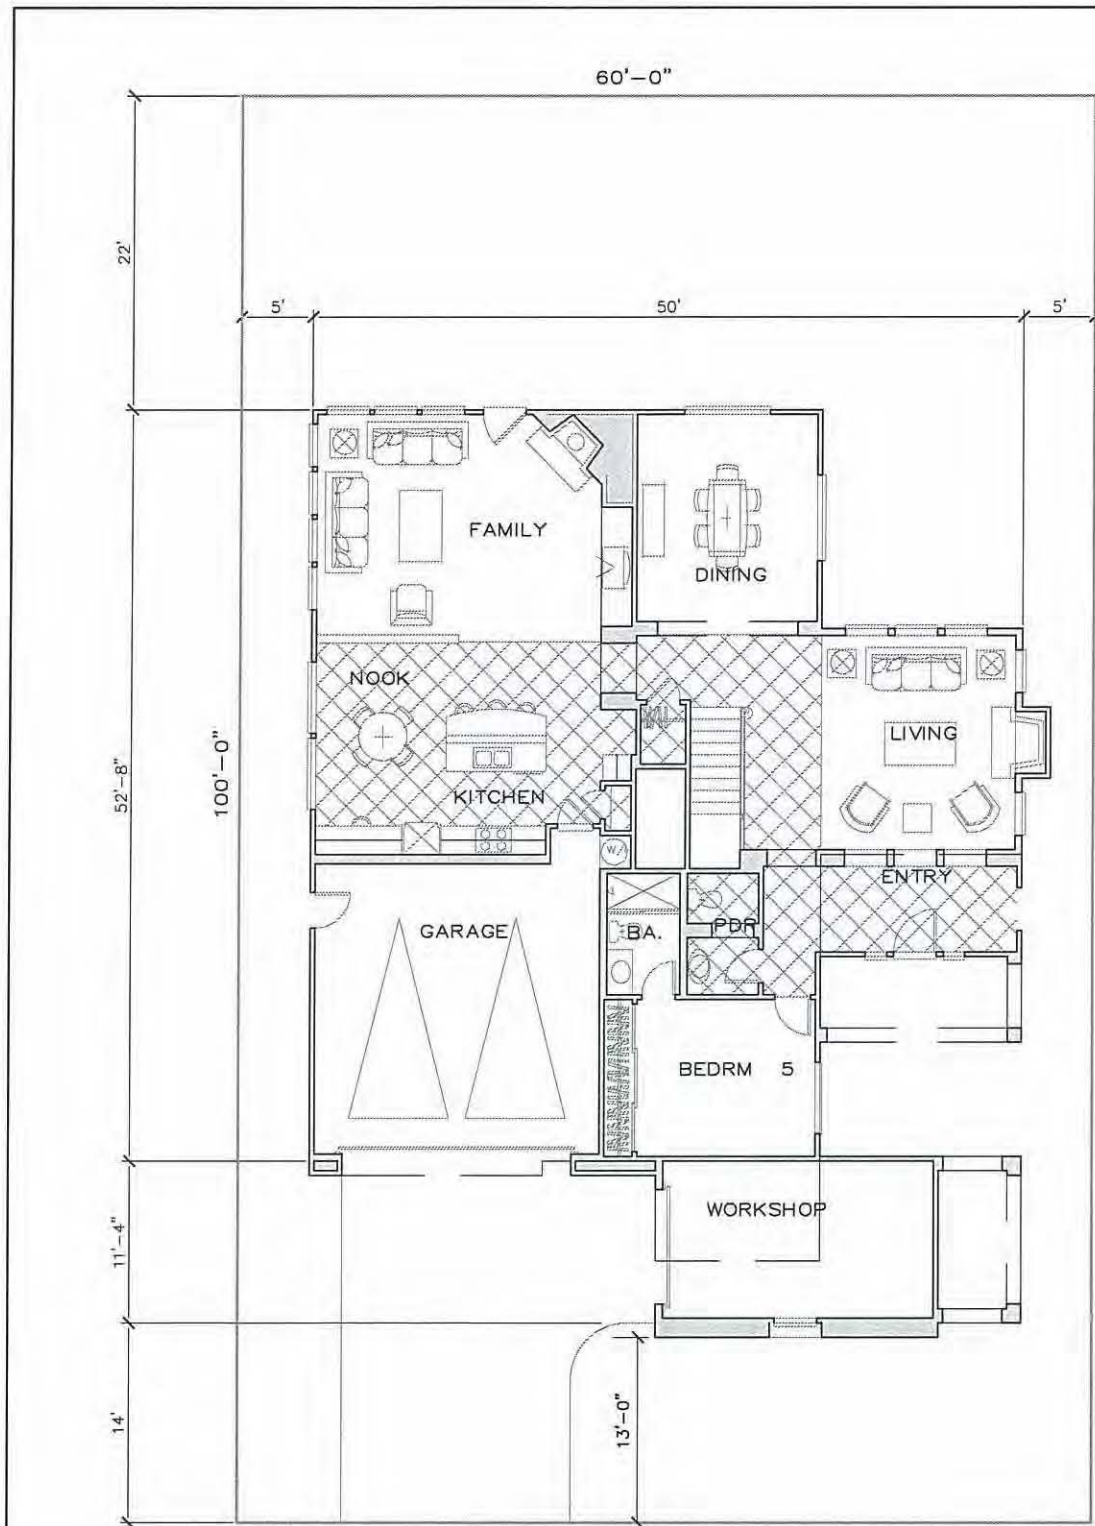 60'-0"
22'
5'
50'
5'
FAMILY
DINING
NOOK
LIVING
100'-0"
52'-8"
KITCHEN
W/
ENTRY
GARAGE
BA.
PDR
BEDRM 5
WORKSHOP
11'-4"
13'-0"
14'